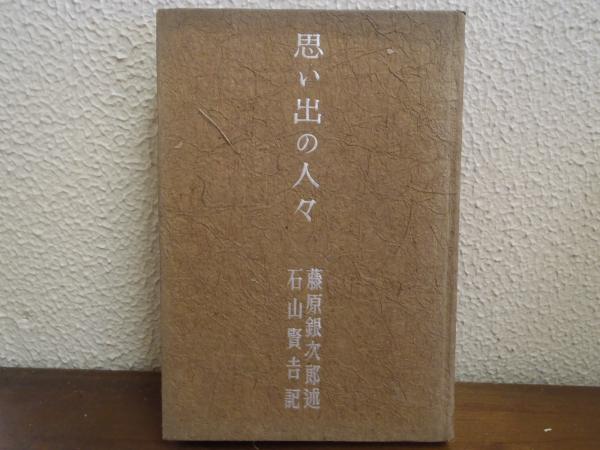 思い出の人々
藤原銀次郎述
石山賢吉記